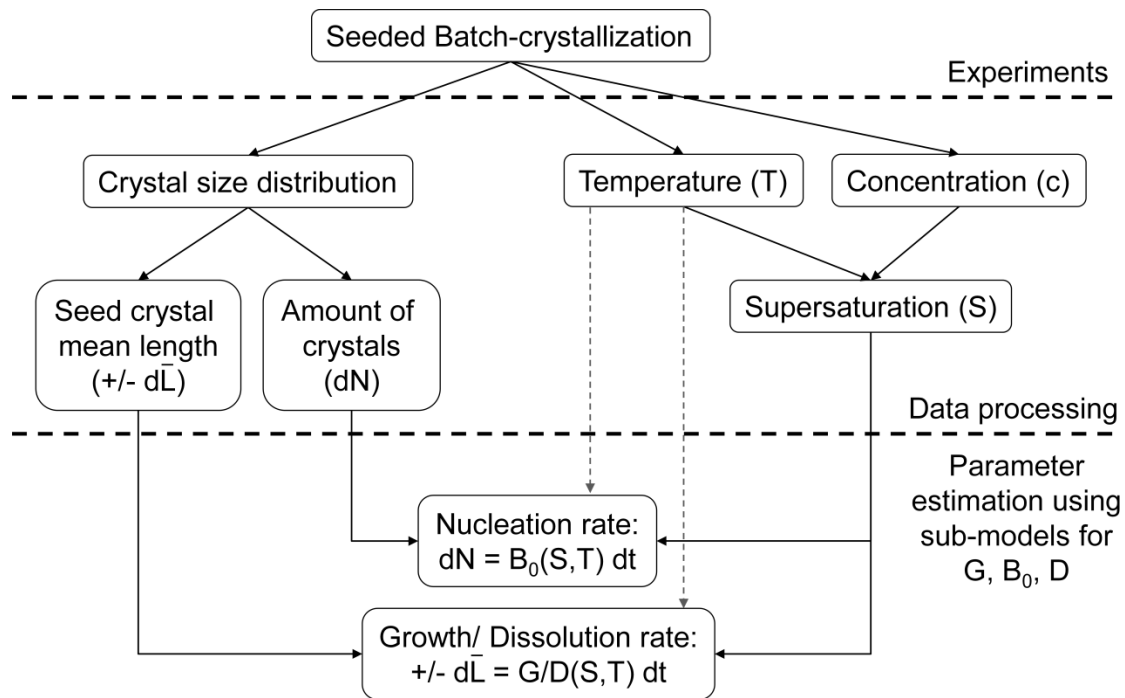 Seeded Batch-crystallization
Experiments
Crystal size distribution
Temperature (T)
Concentration (c)
Seed crystal
mean length
(+/- dL̄)
Amount of
crystals
(dN)
Supersaturation (S)
Data processing
Parameter
estimation using
sub-models for
G, B₀, D
Nucleation rate:
dN = B₀(S,T) dt
Growth/ Dissolution rate:
+/- dL̄ = G/D(S,T) dt